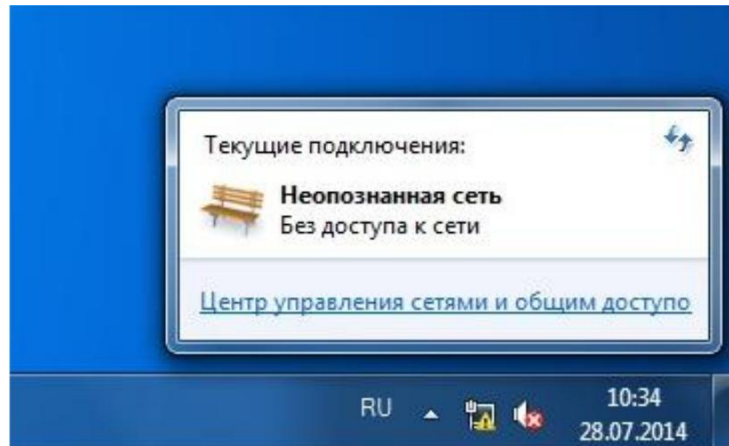 Текущие подключения:
Неопознанная сеть
Без доступа к сети
Центр управления сетями и общим доступо
RU
10:34
28.07.2014